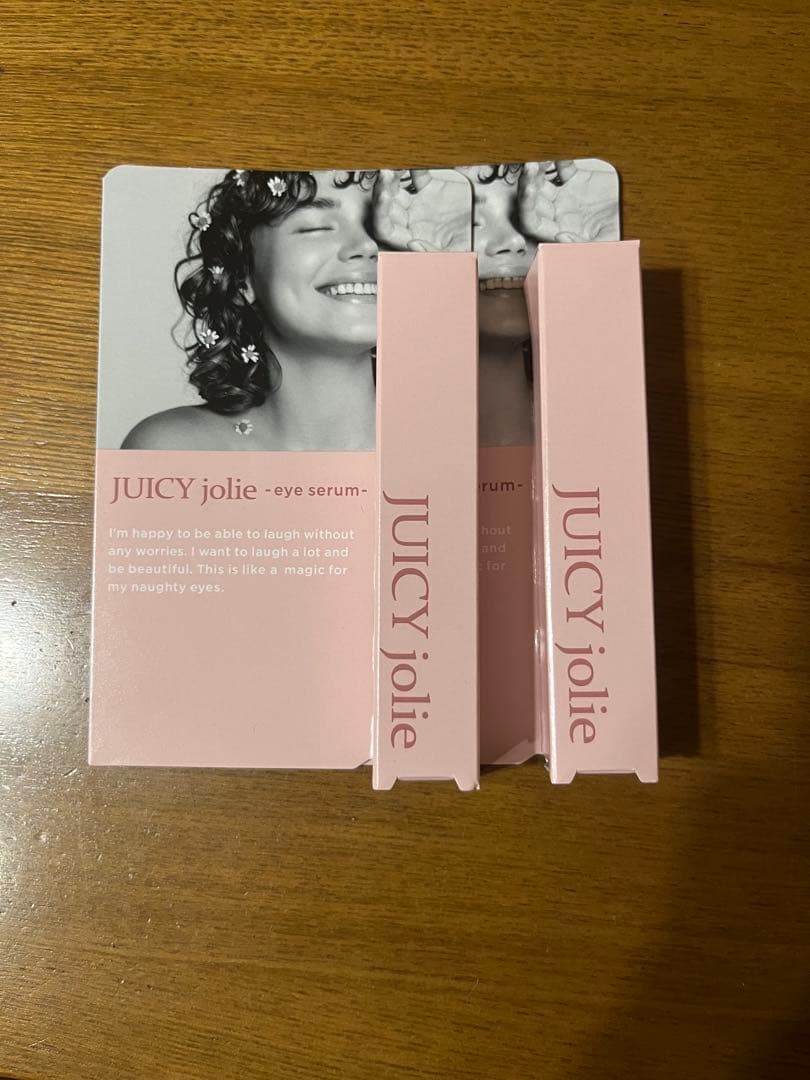 JUICY jolie -eye serum-
I'm happy to be able to laugh without
any worries. I want to laugh a lot and
be beautiful. This is like a magic for
my naughty eyes.
JUICY jolie
rum-
hout
and
for
JUICY jolie